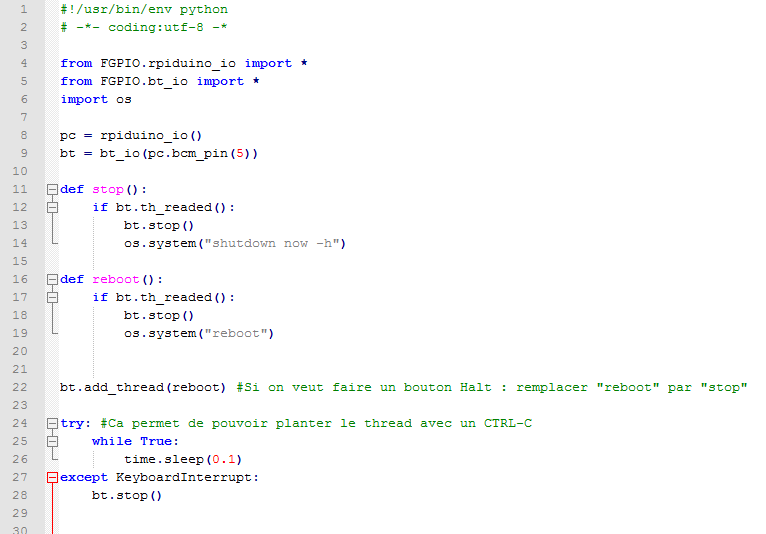 1 #!/usr/bin/env python
2 # -*- coding:utf-8 -*
3
4 from FGPIO.rpiduino_io import *
5 from FGPIO.bt_io import *
6 import os
7
8 pc = rpiduino_io()
9 bt = bt_io(pc.bcm_pin(5))
10
11 def stop():
12     if bt.th_readed():
13         bt.stop()
14         os.system("shutdown now -h")
15
16 def reboot():
17     if bt.th_readed():
18         bt.stop()
19         os.system("reboot")
20
21
22 bt.add_thread(reboot) #Si on veut faire un bouton Halt : remplacer "reboot" par "stop"
23
24 try: #Ca permet de pouvoir planter le thread avec un CTRL-C
25     while True:
26         time.sleep(0.1)
27 except KeyboardInterrupt:
28     bt.stop()
29
30